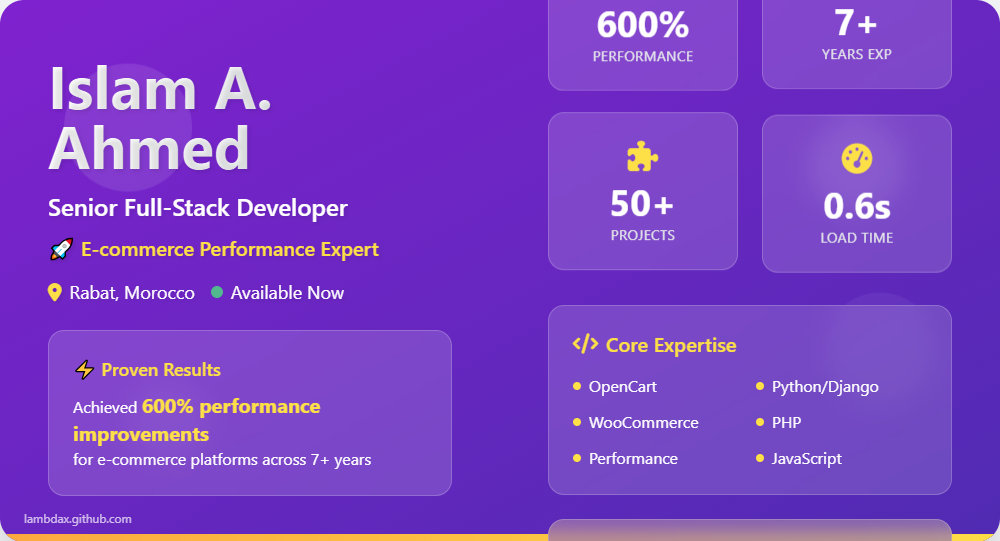 Islam A.
Ahmed
Senior Full-Stack Developer
🚀 E-commerce Performance Expert
Rabat, Morocco Available Now
⚡ Proven Results
Achieved 600% performance
improvements
for e-commerce platforms across 7+ years
lambdax.github.com
600%
PERFORMANCE
7+
YEARS EXP
50+
PROJECTS
0.6s
LOAD TIME
</> Core Expertise
OpenCart
Python/Django
WooCommerce
PHP
Performance
JavaScript